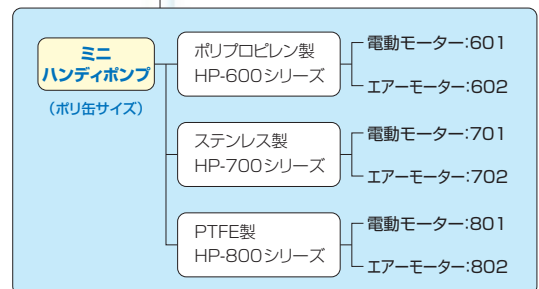 ミニ
ハンディポンプ
（ポリ缶サイズ）
ポリプロピレン製
HP-600シリーズ
電動モーター:601
エアーモーター:602
ステンレス製
HP-700シリーズ
電動モーター:701
エアーモーター:702
PTFE製
HP-800シリーズ
電動モーター:801
エアーモーター:802